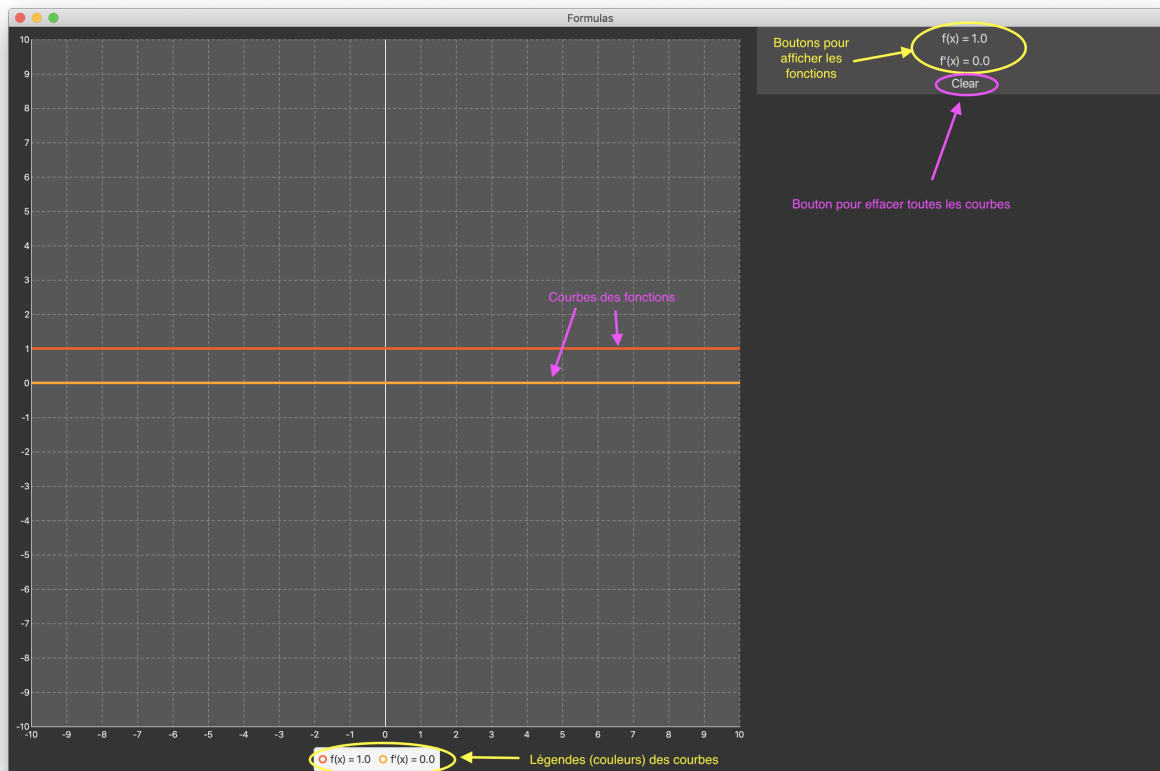 Formulas
Boutons pour
afficher les
fonctions
f(x) = 1.0
f'(x) = 0.0
Clear
Bouton pour effacer toutes les courbes
10
9
8
7
6
5
4
3
2
1
0
-1
-2
-3
-4
-5
-6
-7
-8
-9
-10
Courbes des fonctions
-10 -9 -8 -7 -6 -5 -4 -3 -2 -1 0 1 2 3 4 5 6 7 8 9 10
f(x) = 1.0 f'(x) = 0.0
Légendes (couleurs) des courbes